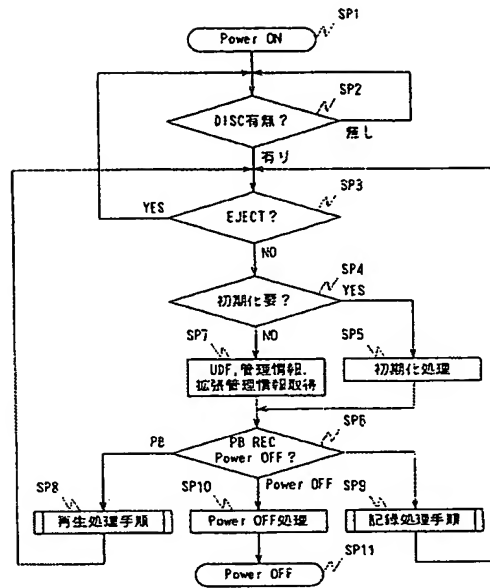 SP1
Power ON
SP2
DISC有無?
無し
有り
SP3
YES
EJECT?
NO
SP4
YES
初期化要?
SP7
NO
SP5
UDF,管理情報,
拡張管理情報取得
初期化処理
SP6
PB
PB REC
Power OFF?
SP8
SP10
Power OFF
SP9
再生処理手順
Power OFF処理
記録処理手順
SP11
Power OFF